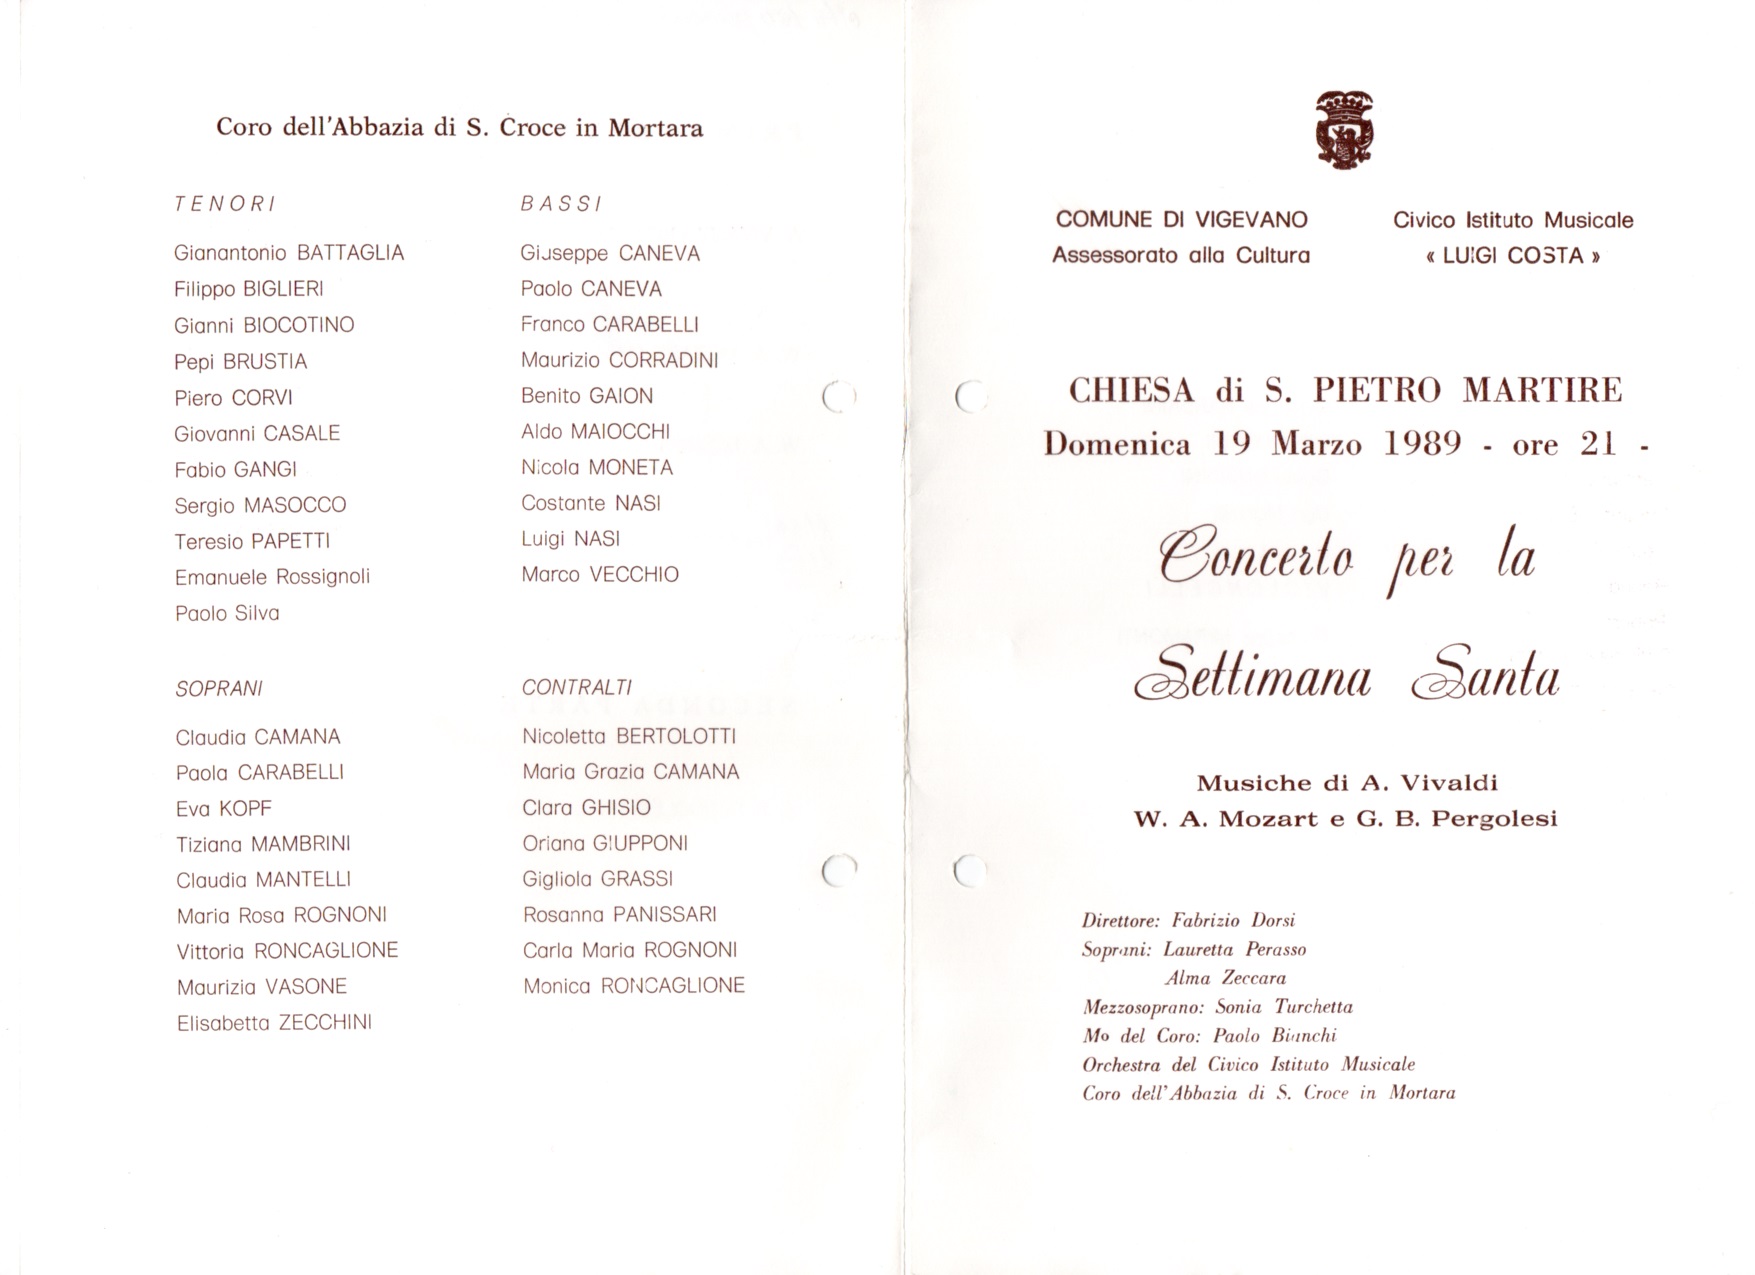 Coro dell'Abbazia di S. Croce in Mortara
TENORI
Gianantonio BATTAGLIA
Filippo BIGLIERI
Gianni BIOCOTINO
Pepi BRUSTIA
Piero CORVI
Giovanni CASALE
Fabio GANGI
Sergio MASOCCO
Teresio PAPETTI
Emanuele Rossignoli
Paolo Silva
BASSI
Giuseppe CANEVA
Paolo CANEVA
Franco CARABELLI
Maurizio CORRADINI
Benito GAION
Aldo MAIOCCHI
Nicola MONETA
Costante NASI
Luigi NASI
Marco VECCHIO
SOPRANI
Claudia CAMANA
Paola CARABELLI
Eva KOPF
Tiziana MAMBRINI
Claudia MANTELLI
Maria Rosa ROGNONI
Vittoria RONCAGLIONE
Maurizia VASONE
Elisabetta ZECCHINI
CONTRALTI
Nicoletta BERTOLOTTI
Maria Grazia CAMANA
Clara GHISIO
Oriana GIUPPONI
Gigliola GRASSI
Rosanna PANISSARI
Carla Maria ROGNONI
Monica RONCAGLIONE
COMUNE DI VIGEVANO
Assessorato alla Cultura
Civico Istituto Musicale
« LUIGI COSTA »
CHIESA di S. PIETRO MARTIRE
Domenica 19 Marzo 1989 - ore 21 -
Concerto per la
Settimana Santa
Musiche di A. Vivaldi
W. A. Mozart e G. B. Pergolesi
Direttore: Fabrizio Dorsi
Soprani: Lauretta Perasso
Alma Zeccara
Mezzosoprano: Sonia Turchetta
Mo del Coro: Paolo Bianchi
Orchestra del Civico Istituto Musicale
Coro dell'Abbazia di S. Croce in Mortara